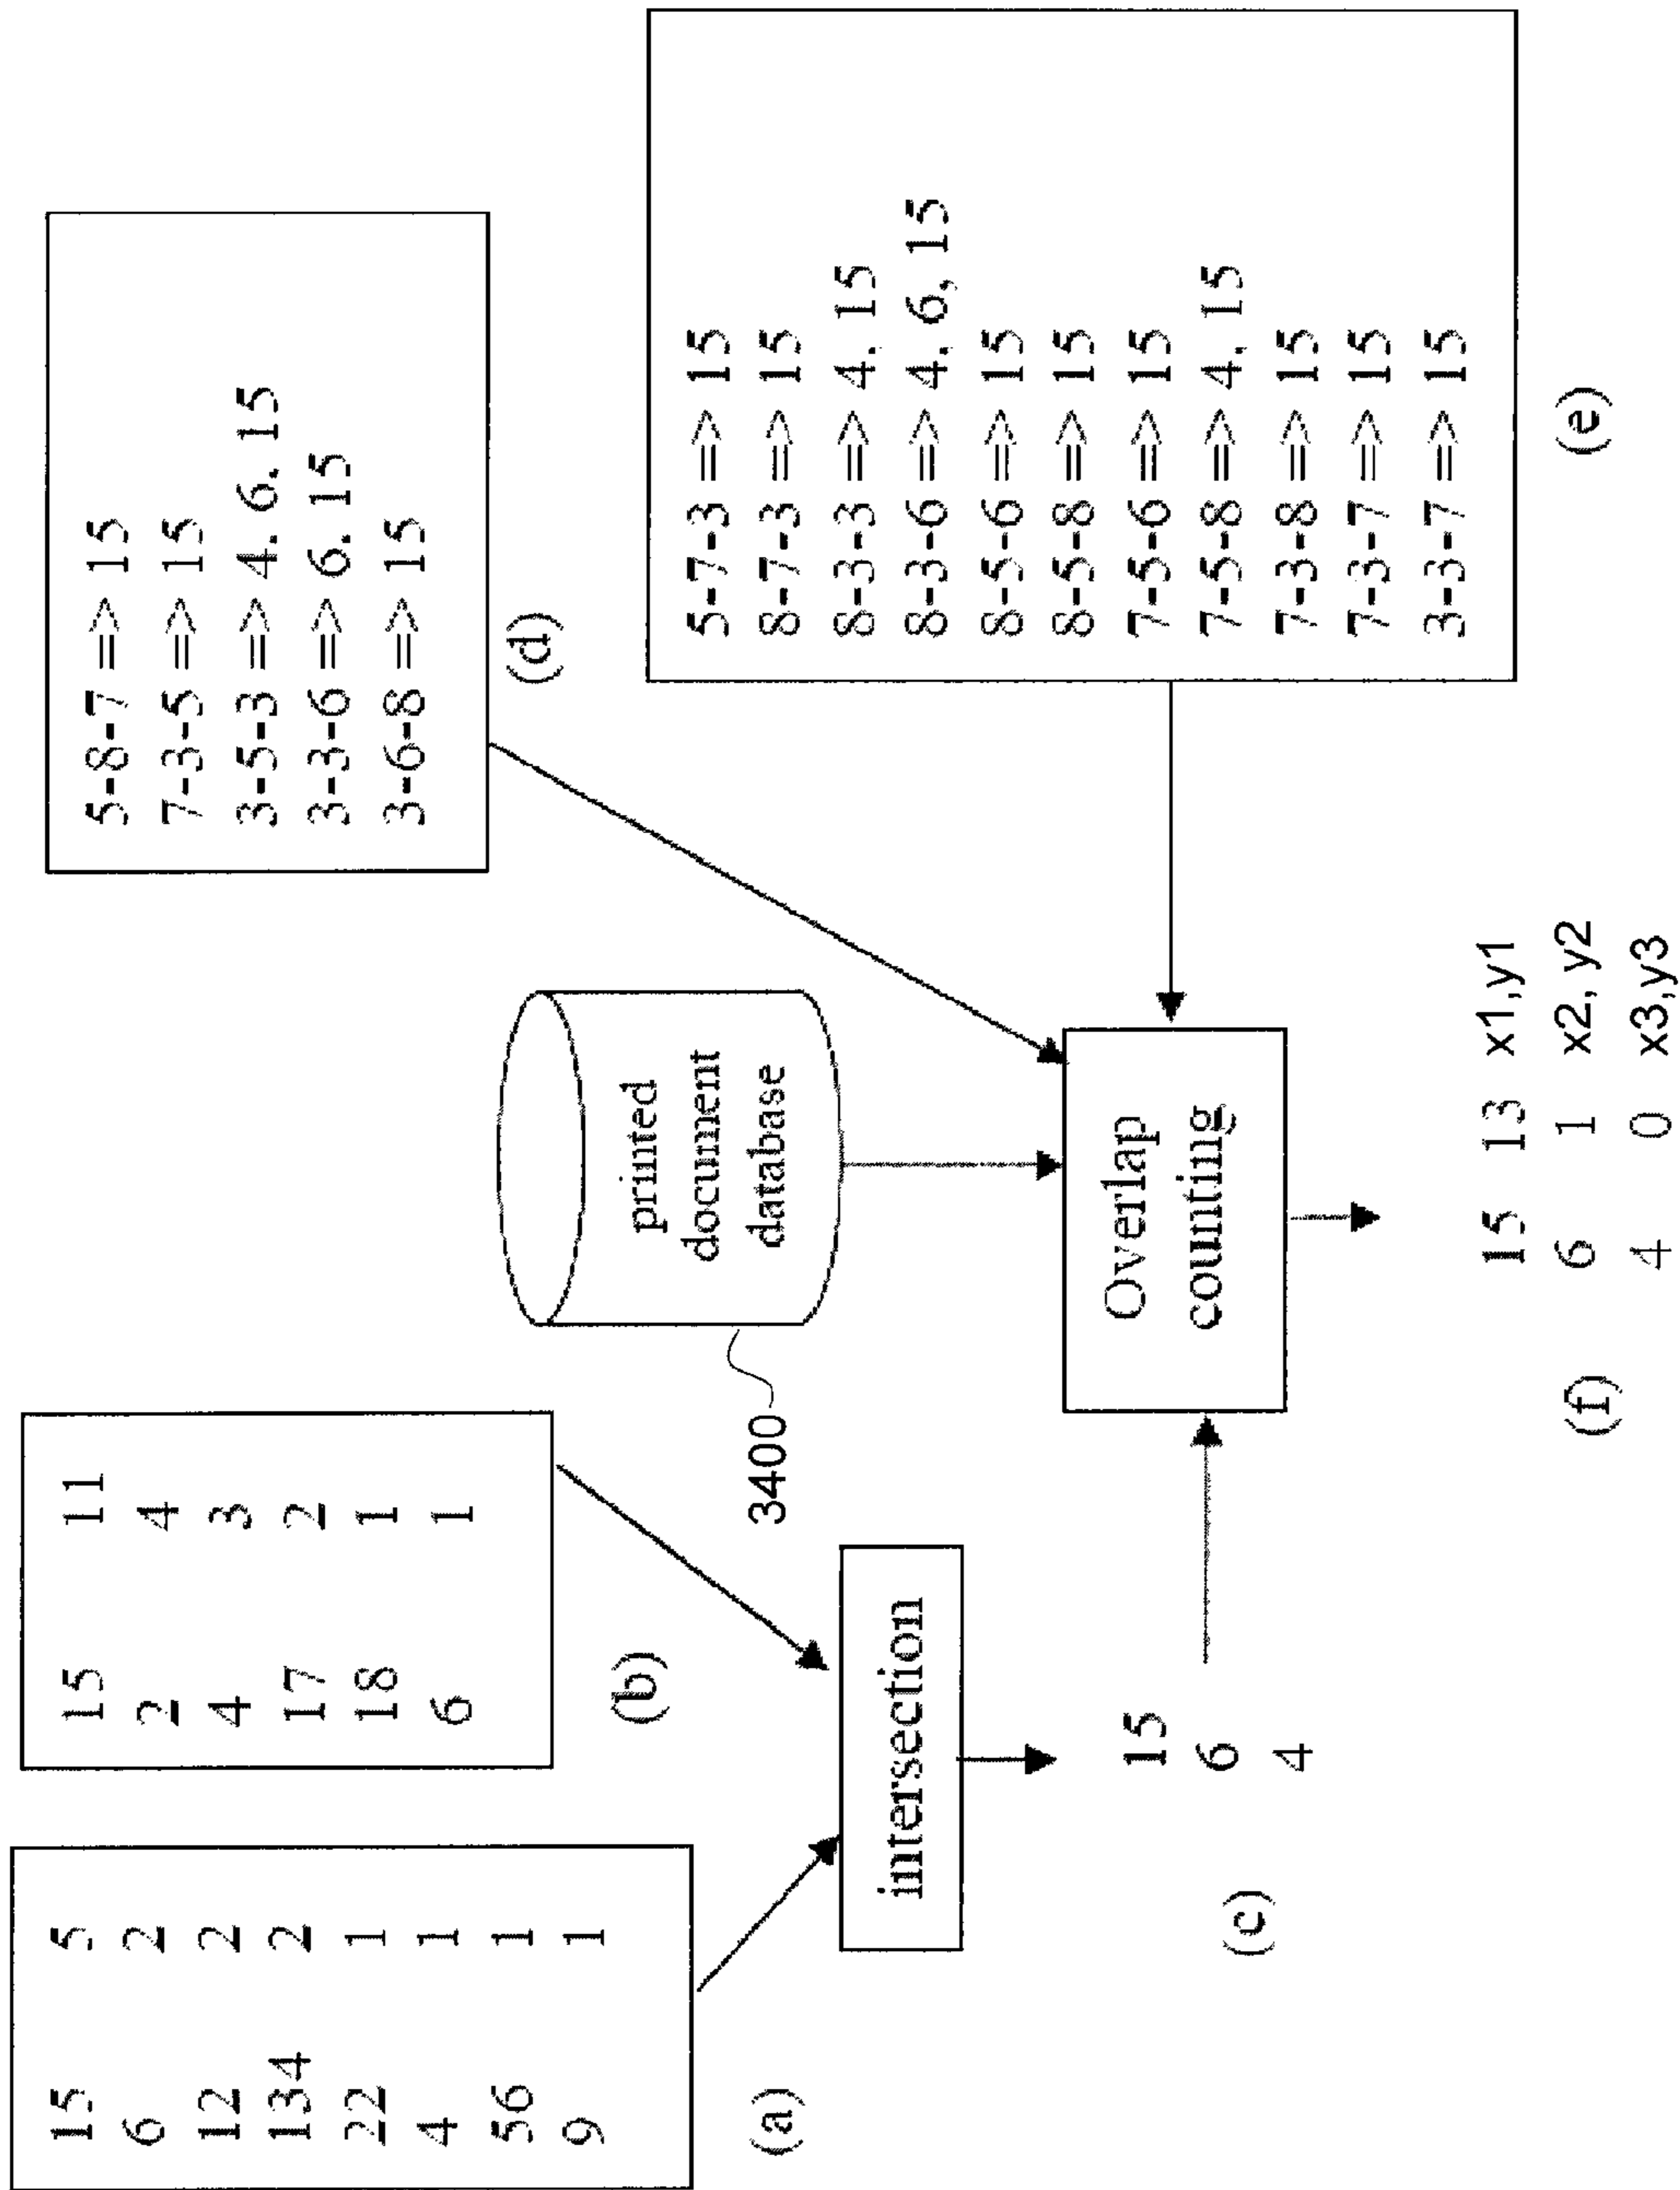 15 5
6 2
12 2
134 2
22 1
4 1
56 1
9 1
(a)
15 11
2 4
4 3
17 2
18 1
6 1
(b)
intersection
15
6
4
(c)
3400
printed
document
database
Overlap
counting
5-8-7 => 15
7-3-5 => 15
3-5-3 => 4. 6. 15
3-3-6 => 6. 15
3-6-8 => 15
(d)
5-7-3 => 15
8-7-3 => 15
8-3-3 => 4. 15
8-3-6 => 4. 6, 15
8-5-6 => 15
8-5-8 => 15
7-5-6 => 15
7-5-8 => 4. 15
7-3-8 => 15
7-3-7 => 15
3-3-7 => 15
(e)
15 13 x1,y1
6 1 x2, y2
4 0 x3,y3
(f)